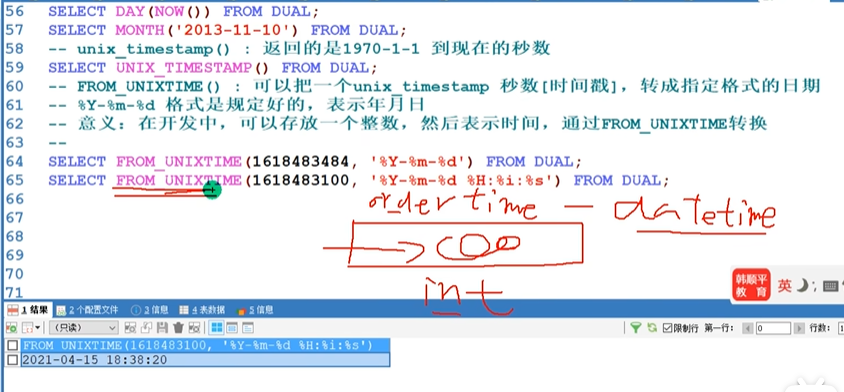 56 SELECT DAY(NOW()) FROM DUAL;
57 SELECT MONTH('2013-11-10') FROM DUAL;
58 -- unix_timestamp() : 返回的是1970-1-1 到现在的秒数
59 SELECT UNIX_TIMESTAMP() FROM DUAL;
60 -- FROM_UNIXTIME() : 可以把一个unix_timestamp 秒数[时间戳]，转成指定格式的日期
61 -- %Y-%m-%d 格式是规定好的，表示年月日
62 -- 意义：在开发中，可以存放一个整数，然后表示时间，通过FROM_UNIXTIME转换
63 --
64 SELECT FROM_UNIXTIME(1618483484, '%Y-%m-%d') FROM DUAL;
65 SELECT FROM_UNIXTIME(1618483100, '%Y-%m-%d %H:%i:%s') FROM DUAL;
66
ordertime — datetime
67
68
69
70
int
71
韩顺平
教育
英
1 结果 2 个配置文件 3 信息 4 表数据 5 信息
(只读) 限制行 第一行: 0 行数:
FROM_UNIXTIME(1618483100, '%Y-%m-%d %H:%i:%s')
2021-04-15 18:38:20